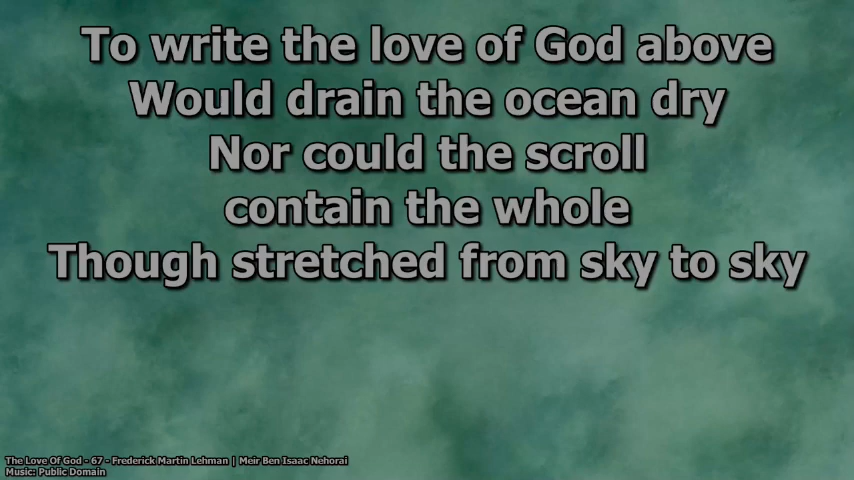 To write the love of God above
Would drain the ocean dry
Nor could the scroll
contain the whole
Though stretched from sky to sky
The Love Of God - 67 - Frederick Martin Lehman | Meir Ben Isaac Nehorai
Music: Public Domain